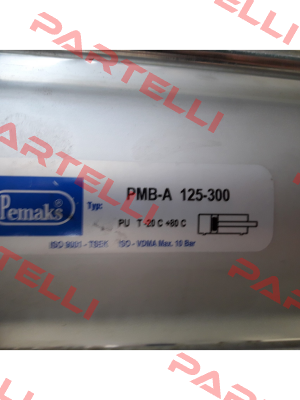 PARTELLI
Pemaks
Typ:
PMB-A 125-300
PU T -20 C +80 C
ISO 9001 - TSEK ISO - VDMA Max. 10 Bar
PARTELLI
PARTELLI